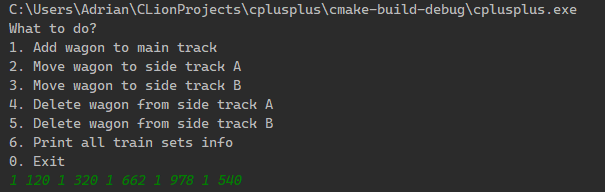 C:\Users\Adrian\CLionProjects\cplusplus\cmake-build-debug\cplusplus.exe
What to do?
1. Add wagon to main track
2. Move wagon to side track A
3. Move wagon to side track B
4. Delete wagon from side track A
5. Delete wagon from side track B
6. Print all train sets info
0. Exit
1 120 1 320 1 662 1 978 1 540